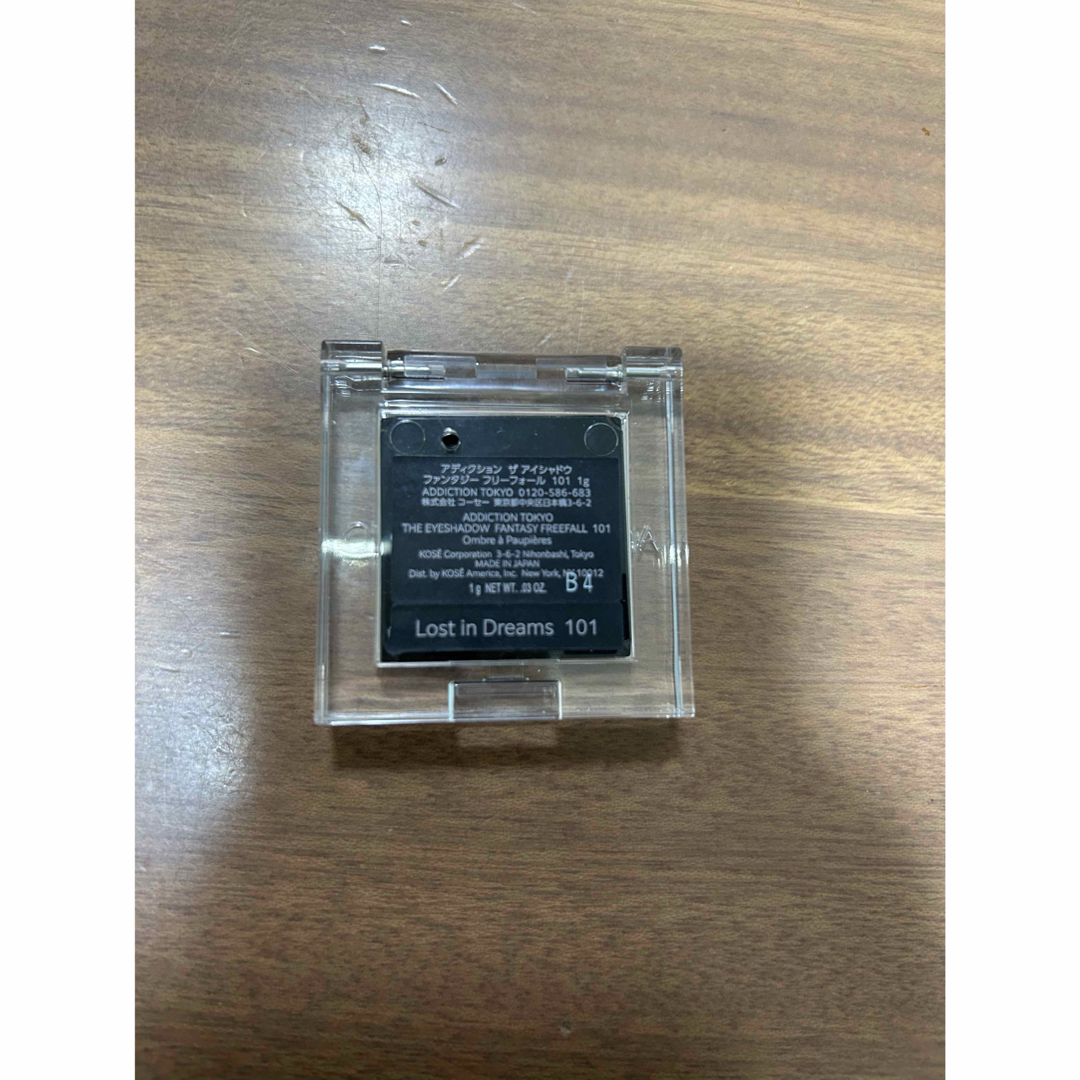 アディクション ザ アイシャドウ
ファンタジー フリーフォール 101 1g
ADDICTION TOKYO 0120-586-683
株式会社 コーセー 東京都中央区日本橋3-6-2
ADDICTION TOKYO
THE EYESHADOW FANTASY FREEFALL 101
Ombre à Paupières
KOSÉ Corporation 3-6-2 Nihonbashi, Tokyo
MADE IN JAPAN
Dist. by KOSÉ America, Inc. New York, NY 10012
1g NET WT. .03 OZ. B4
Lost in Dreams 101
A